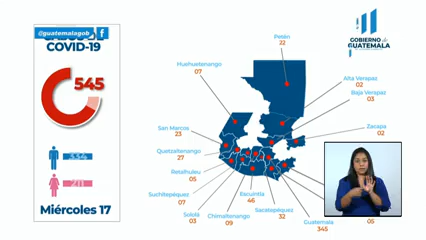 @guatemalagob f
COVID-19
545
334
211
Miércoles 17
GOBIERNO de
GUATEMALA
Petén
22
Huehuetenango
07
Alta Verapaz
02
Baja Verapaz
03
San Marcos
23
Zacapa
02
Quetzaltenango
27
Retalhuleu
05
Suchitepéquez
07
Sololá
03
Chimaltenango
09
Escuintla
46
Sacatepéquez
32
Guatemala
345
05